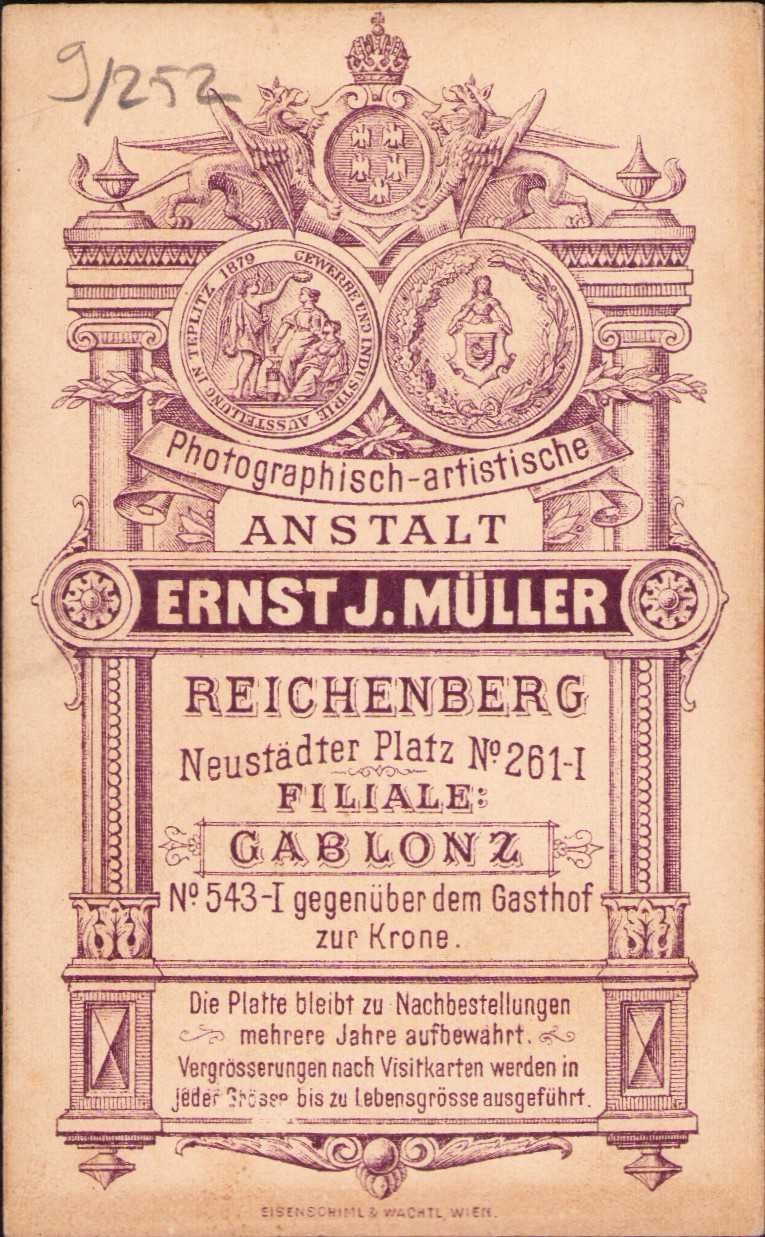 9/252
GEWERBE UND INDUSTRIE AUSSTELLUNG IN TEPLITZ 1879
Photographisch-artistische
ANSTALT
ERNST J. MÜLLER
REICHENBERG
Neustädter Platz No 261-I
FILIALE:
GABLONZ
No 543-I gegenüber dem Gasthof
zur Krone.
Die Platte bleibt zu Nachbestellungen
mehrere Jahre aufbewahrt.
Vergrösserungen nach Visitkarten werden in
jeder Grösse bis zu Lebensgrösse ausgeführt.
EISENSCHIML & WACHTL, WIEN.